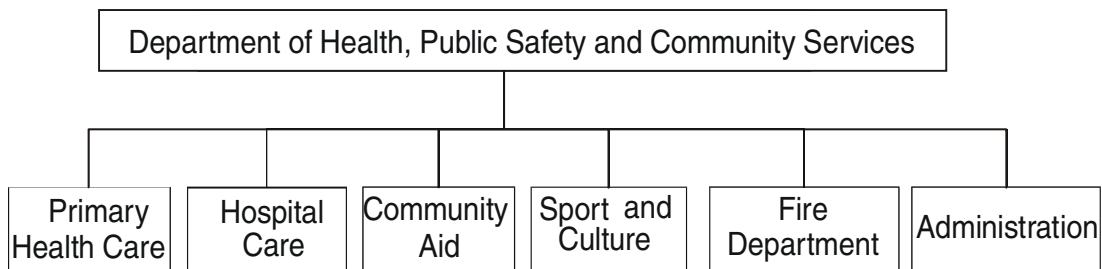 Department of Health, Public Safety and Community Services
Primary
Health Care
Hospital
Care
Community
Aid
Sport and
Culture
Fire
Department
Administration